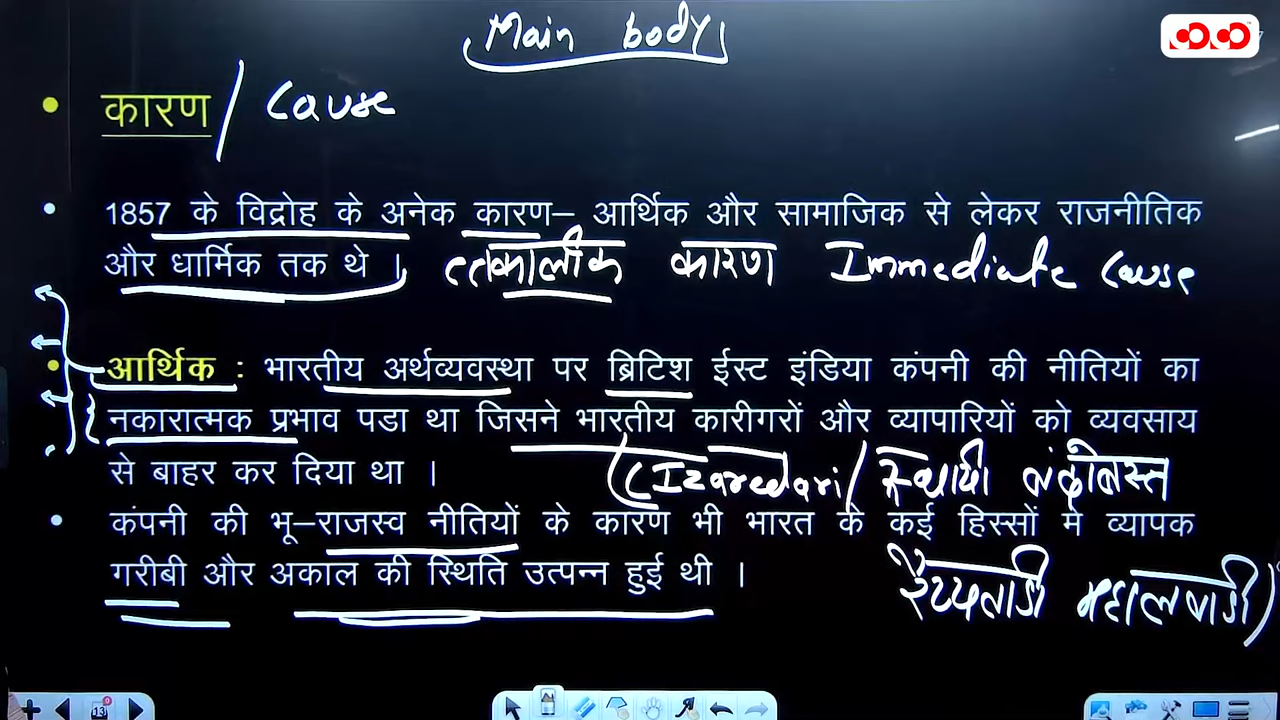 Main body
कारण / Cause
1857 के विद्रोह के अनेक कारण– आर्थिक और सामाजिक से लेकर राजनीतिक
और धार्मिक तक थे । तत्कालीक कारण Immediate Cause
आर्थिक : भारतीय अर्थव्यवस्था पर ब्रिटिश ईस्ट इंडिया कंपनी की नीतियों का
नकारात्मक प्रभाव पडा था जिसने भारतीय कारीगरों और व्यापारियों को व्यवसाय
से बाहर कर दिया था ।
(Izaredari / स्थायी बंदोबस्त
कंपनी की भू–राजस्व नीतियों के कारण भी भारत के कई हिस्सों में व्यापक
गरीबी और अकाल की स्थिति उत्पन्न हुई थी ।
रैय्यतवाडी महालवाडी)
13